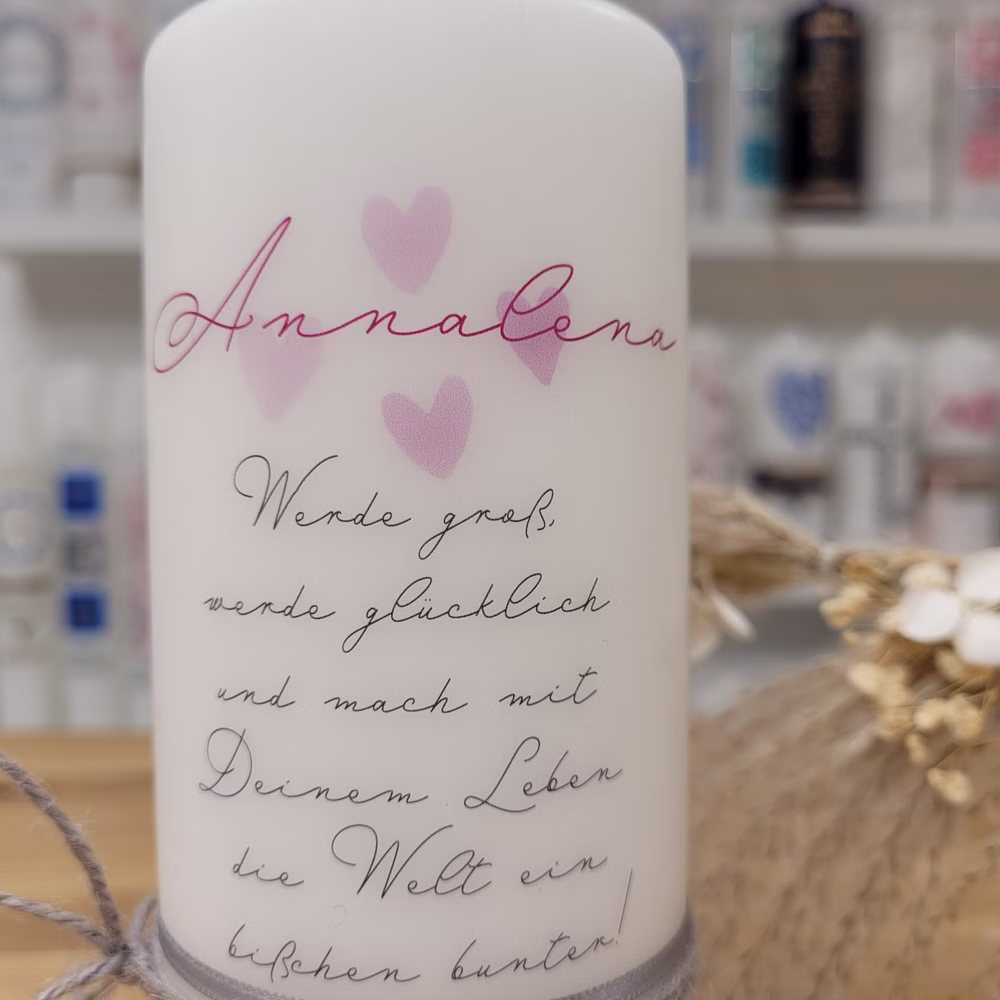 Annalena
Werde groß,
werde glücklich
und mach mit
Deinem Leben
die Welt ein
bißchen bunter!